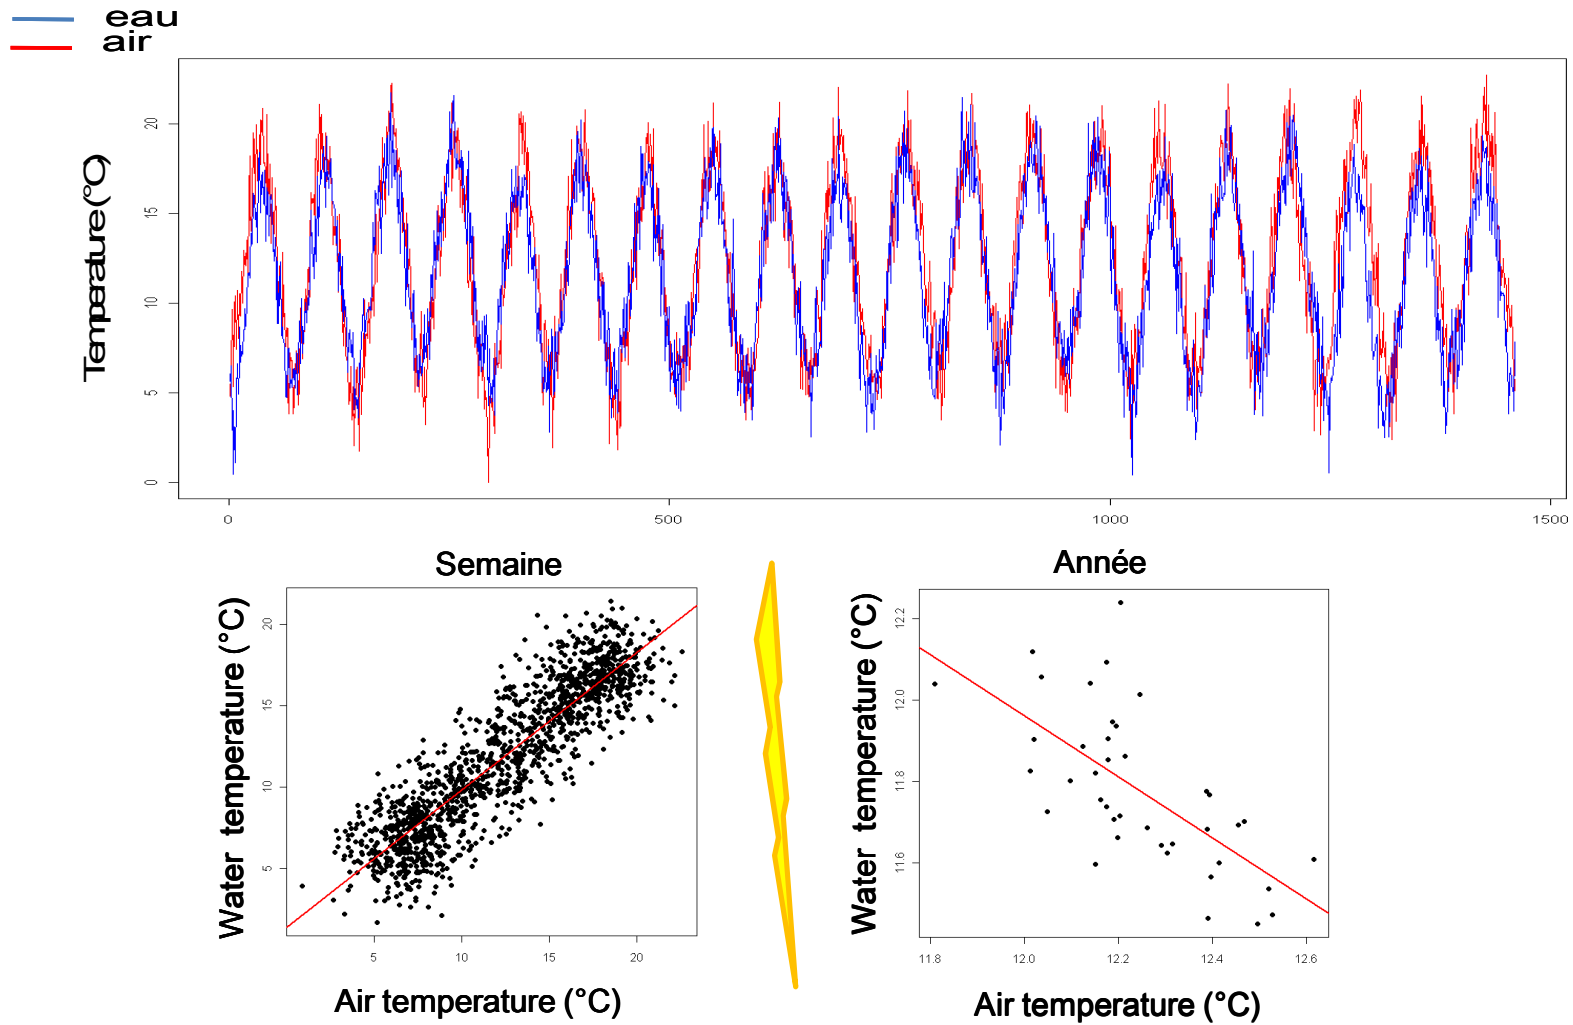 eau
air
Temperature (°C)
20
15
10
5
0
0 500 1000 1500
Semaine
Année
Water temperature (°C)
20
15
10
5
5 10 15 20
Air temperature (°C)
Water temperature (°C)
12.2
12.0
11.8
11.6
11.8 12.0 12.2 12.4 12.6
Air temperature (°C)